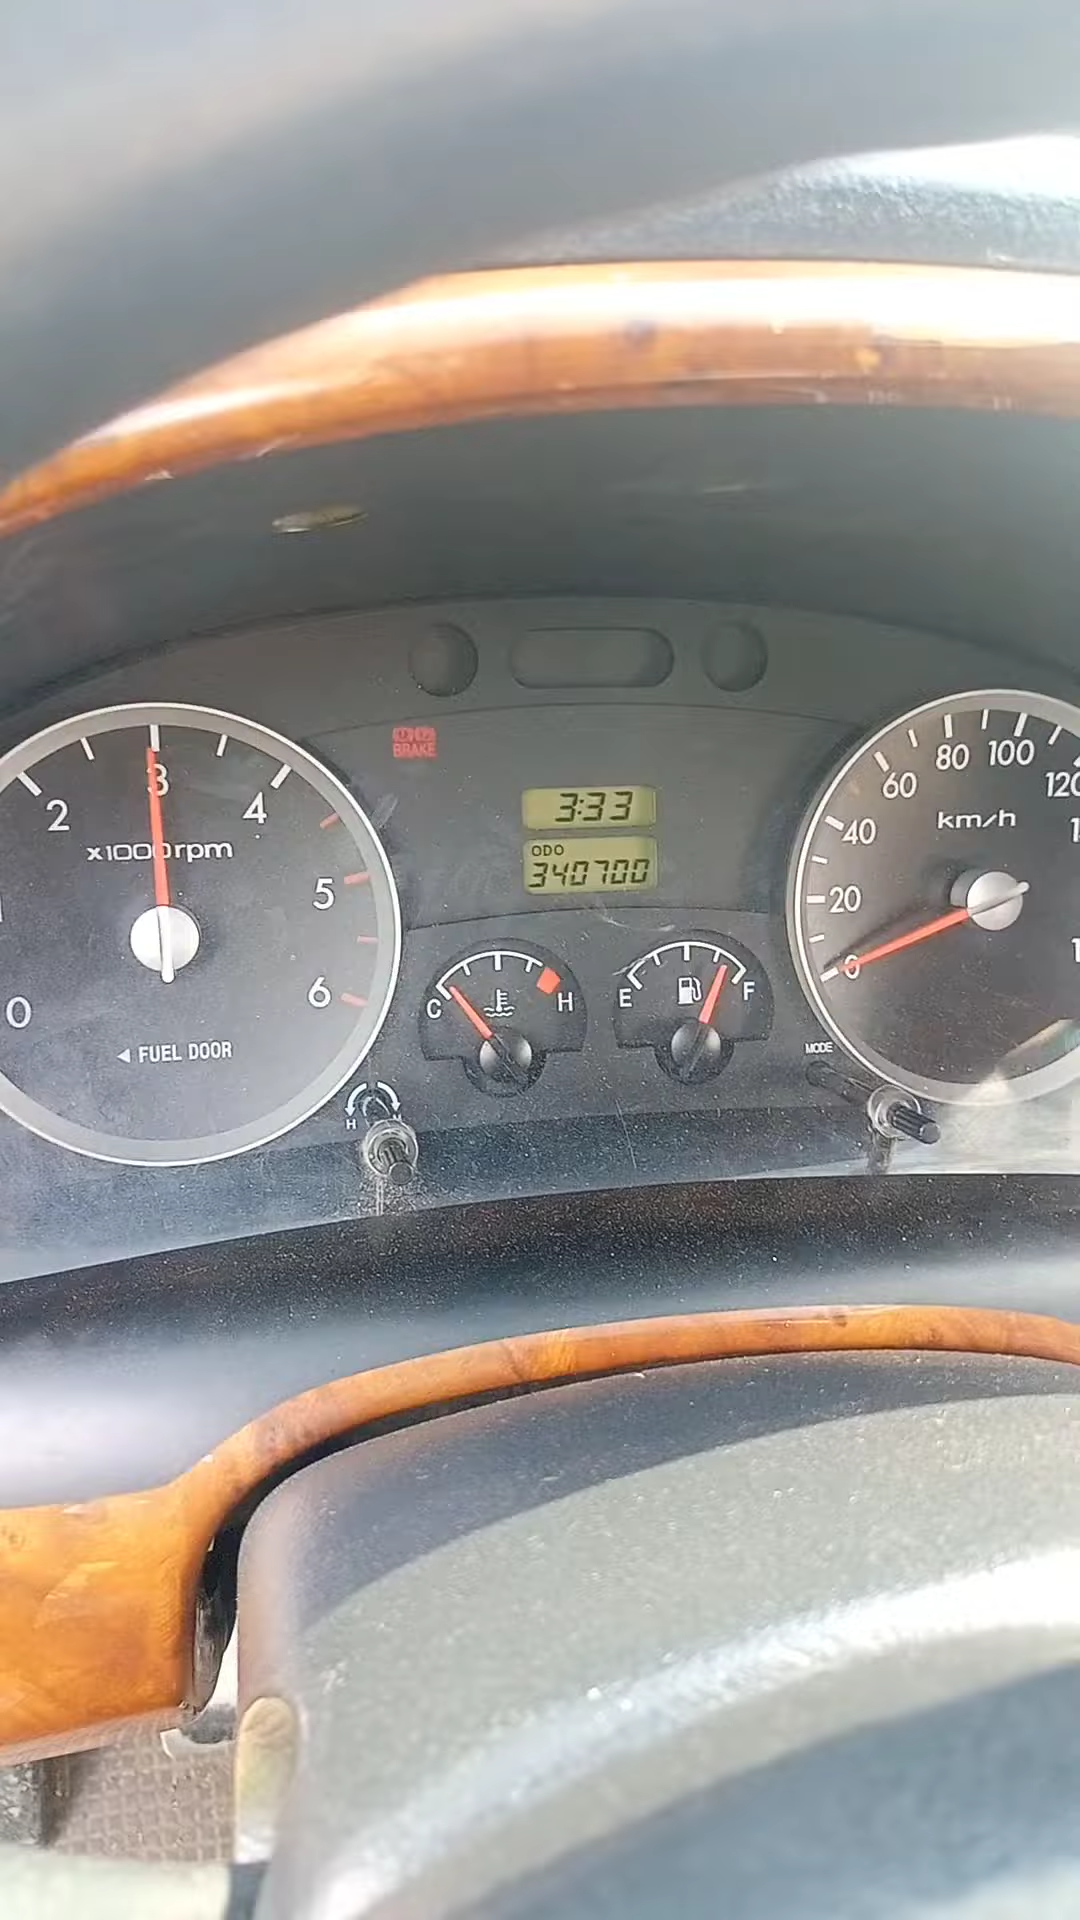 BRAKE
3:33
ODO
340700
0
2
3
4
5
6
x1000rpm
◀ FUEL DOOR
C
H
E
F
H
MODE
0
20
40
60
80
100
120
km/h